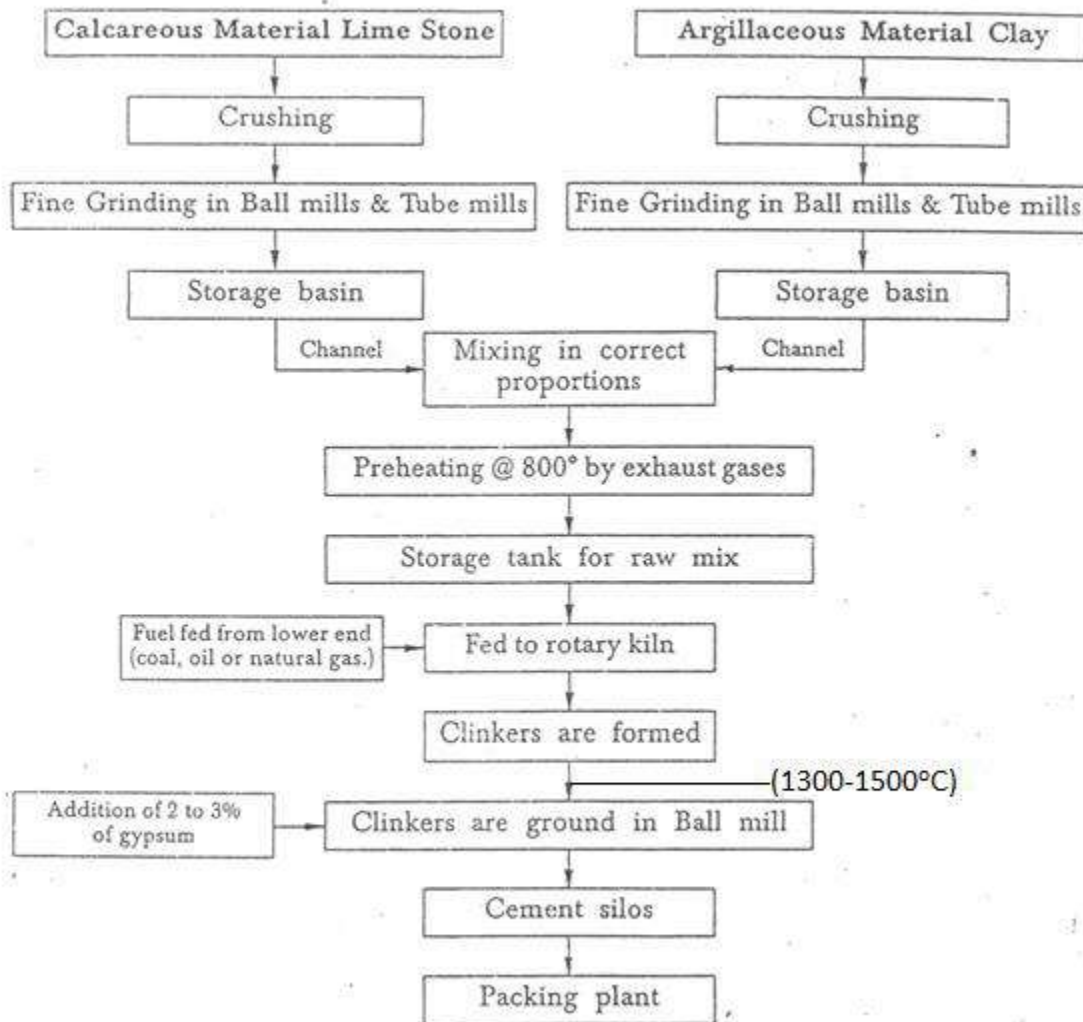 Calcareous Material Lime Stone
Argillaceous Material Clay
Crushing
Crushing
Fine Grinding in Ball mills & Tube mills
Fine Grinding in Ball mills & Tube mills
Storage basin
Storage basin
Channel
Channel
Mixing in correct
proportions
Preheating @ 800° by exhaust gases
Storage tank for raw mix
Fuel fed from lower end
(coal, oil or natural gas.)
Fed to rotary kiln
Clinkers are formed
(1300-1500°C)
Addition of 2 to 3%
of gypsum
Clinkers are ground in Ball mill
Cement silos
Packing plant